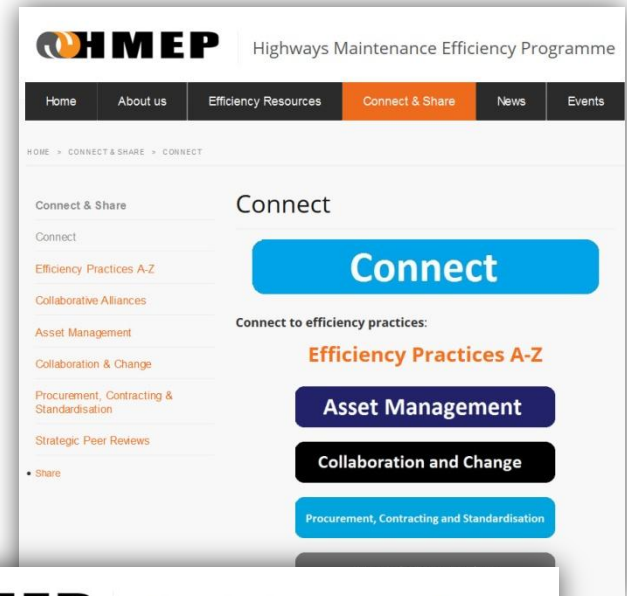 HMEP Highways Maintenance Efficiency Programme
Home About us Efficiency Resources Connect & Share News Events
HOME > CONNECT & SHARE > CONNECT
Connect & Share
Connect
Efficiency Practices A-Z
Collaborative Alliances
Asset Management
Collaboration & Change
Procurement, Contracting &
Standardisation
Strategic Peer Reviews
• Share
Connect
Connect
Connect to efficiency practices:
Efficiency Practices A-Z
Asset Management
Collaboration and Change
Procurement, Contracting and Standardisation